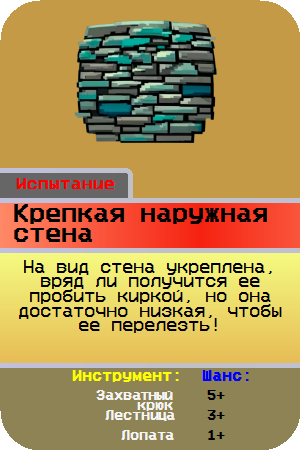 Испытание
Крепкая наружная
стена
На вид стена укреплена,
вряд ли получится ее
пробить киркой, но она
достаточно низкая, чтобы
ее перелезть!
Инструмент: Шанс:
Захватный 5+
крюк
Лестница 3+
Лопата 1+